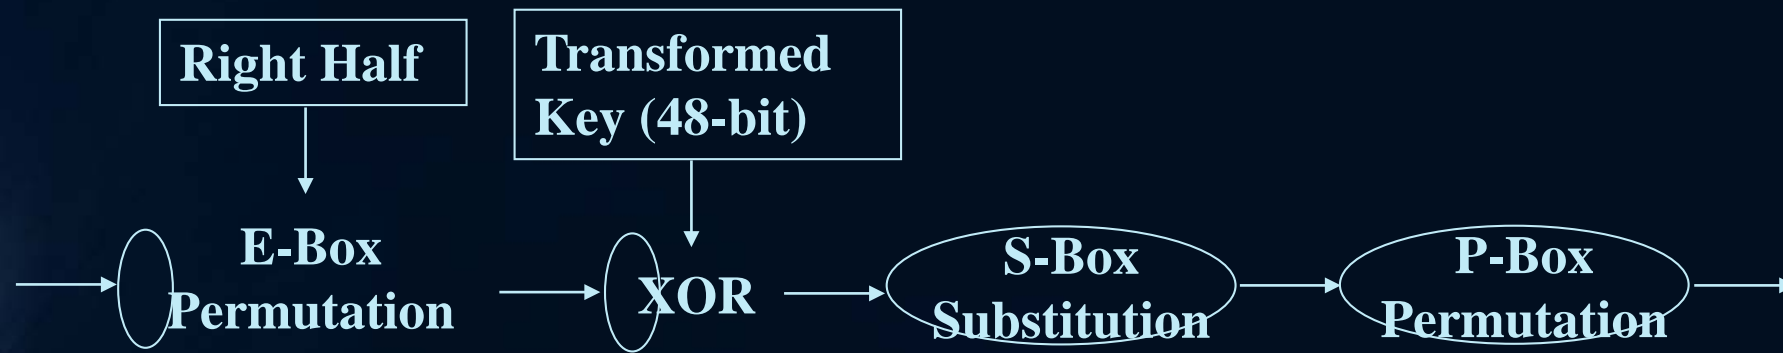 Right Half
Transformed
Key (48-bit)
E-Box
Permutation
XOR
S-Box
Substitution
P-Box
Permutation